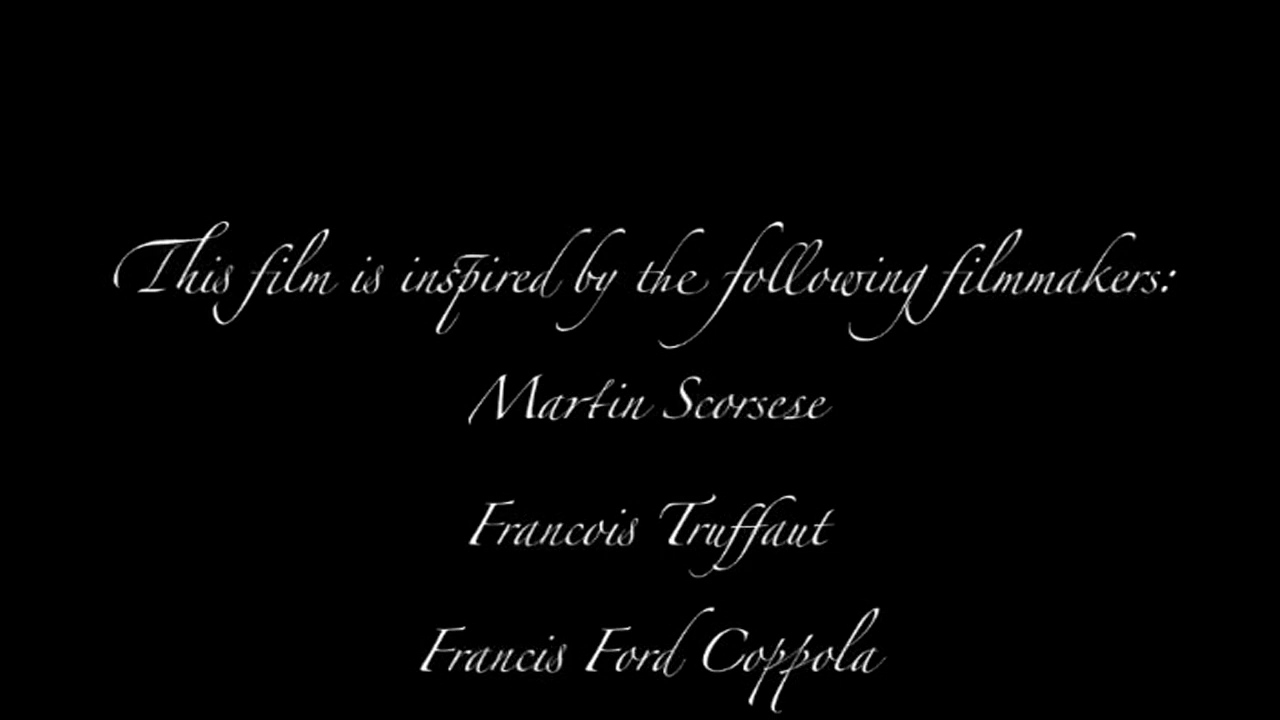 This film is inspired by the following filmmakers:
Martin Scorsese
Francois Truffaut
Francis Ford Coppola